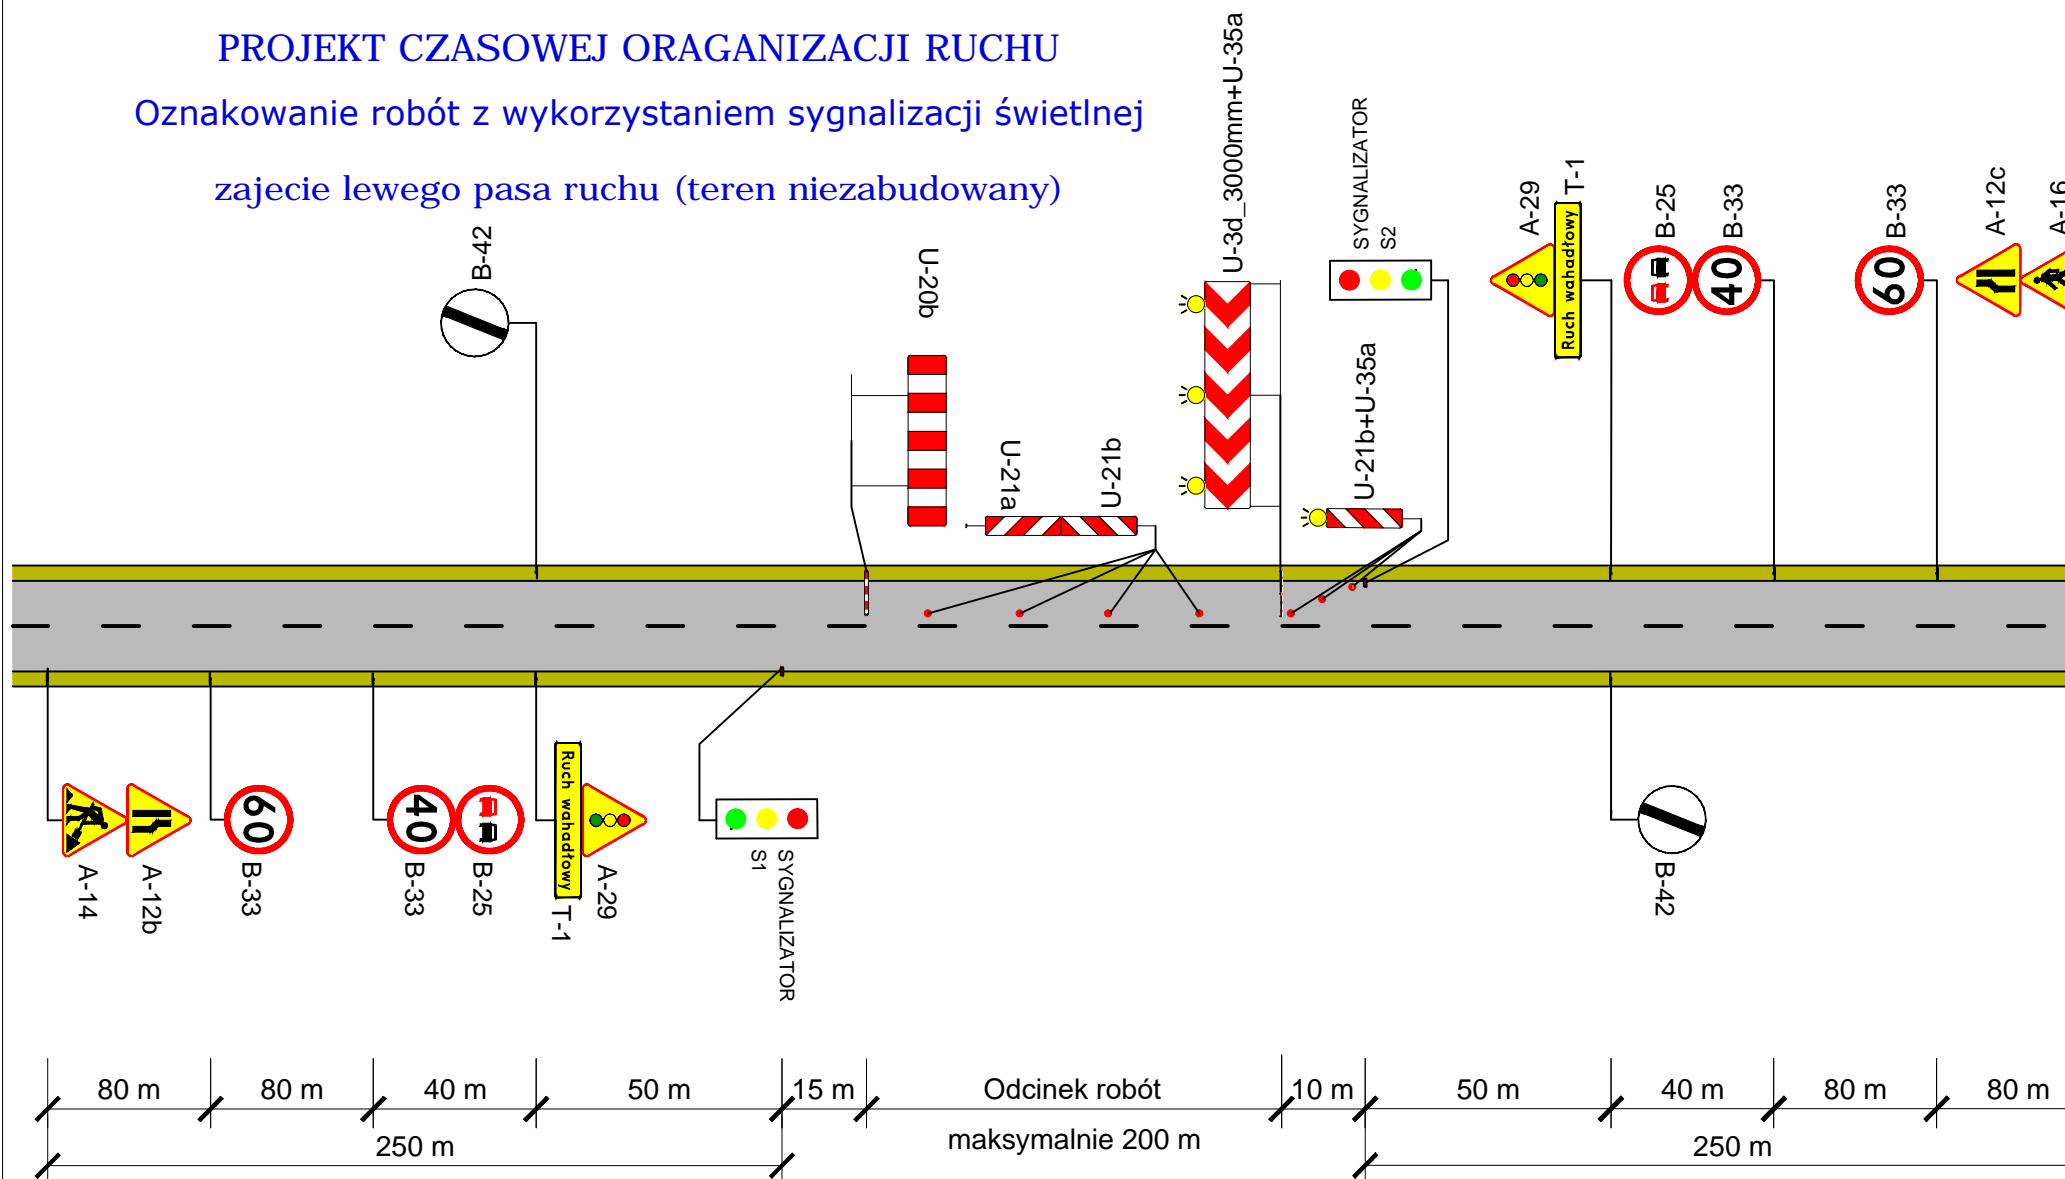 PROJEKT CZASOWEJ ORAGANIZACJI RUCHU
Oznakowanie robót z wykorzystaniem sygnalizacji świetlnej
zajecie lewego pasa ruchu (teren niezabudowany)
B-42
U-20b
U-21a
U-21b
U-3d_3000mm+U-35a
U-21b+U-35a
SYGNALIZATOR
S2
A-29
T-1
Ruch wahadłowy
B-25
B-33
40
B-33
60
A-12c
A-16
A-14
A-12b
60
B-33
40
B-33
B-25
Ruch wahadłowy
T-1
A-29
S1
SYGNALIZATOR
B-42
80 m
80 m
40 m
50 m
15 m
Odcinek robót
10 m
50 m
40 m
80 m
80 m
250 m
maksymalnie 200 m
250 m